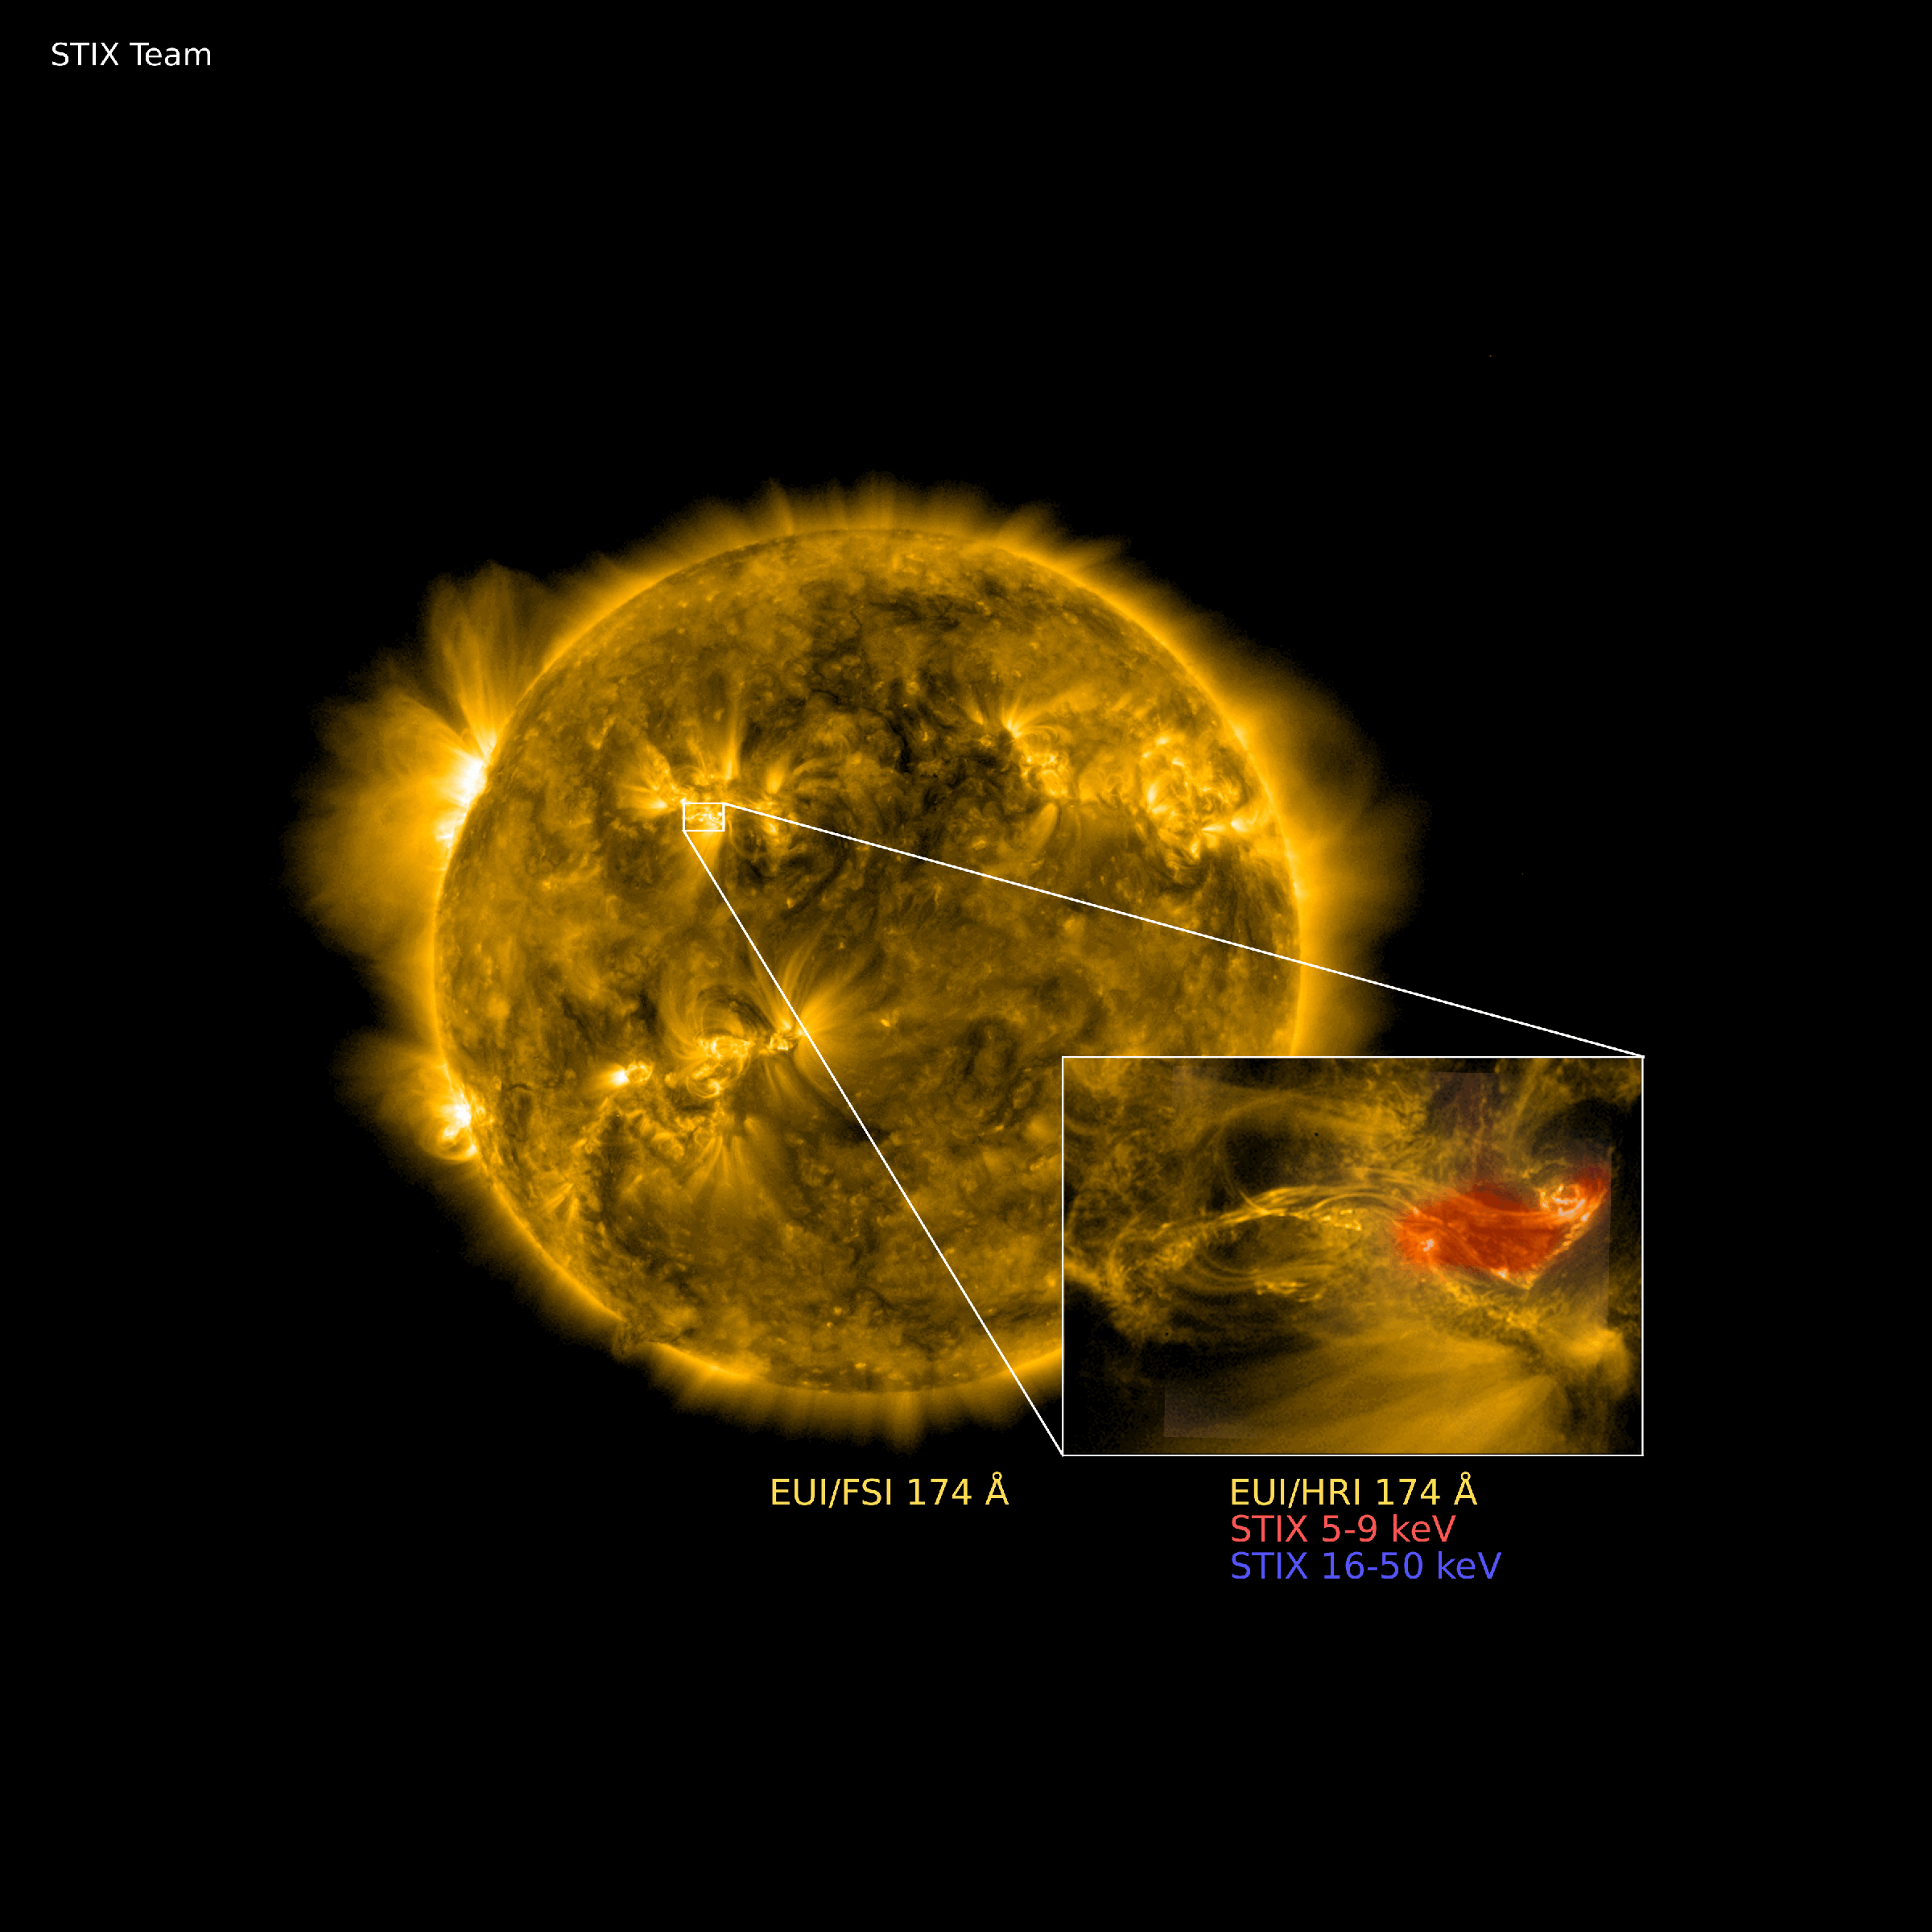 STIX Team
EUI/FSI 174 Å
EUI/HRI 174 Å
STIX 5-9 keV
STIX 16-50 keV